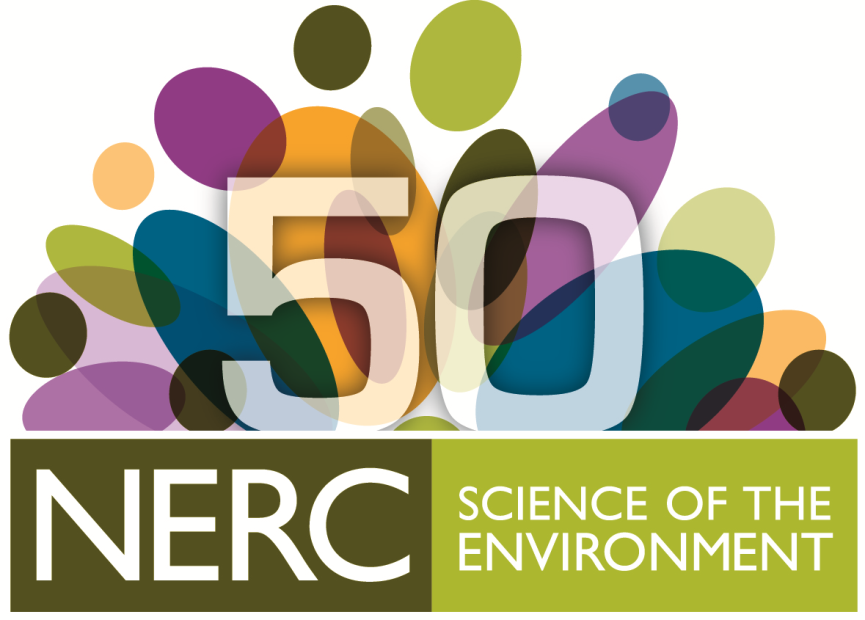 50
NERC
SCIENCE OF THE
ENVIRONMENT